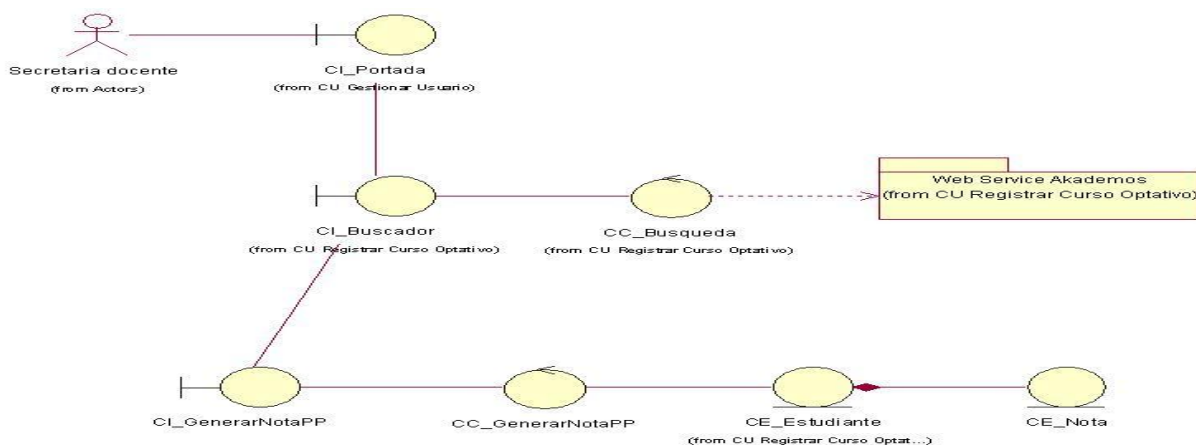 Secretaria docente
(from Actors)
CI_Portada
(from CU Gestionar Usuario)
CI_Buscador
(from CU Registrar Curso Optativo)
CC_Busqueda
(from CU Registrar Curso Optativo)
Web Service Akademos
(from CU Registrar Curso Optativo)
CI_GenerarNotaPP
CC_GenerarNotaPP
CE_Estudiante
(from CU Registrar Curso Optat...)
CE_Nota